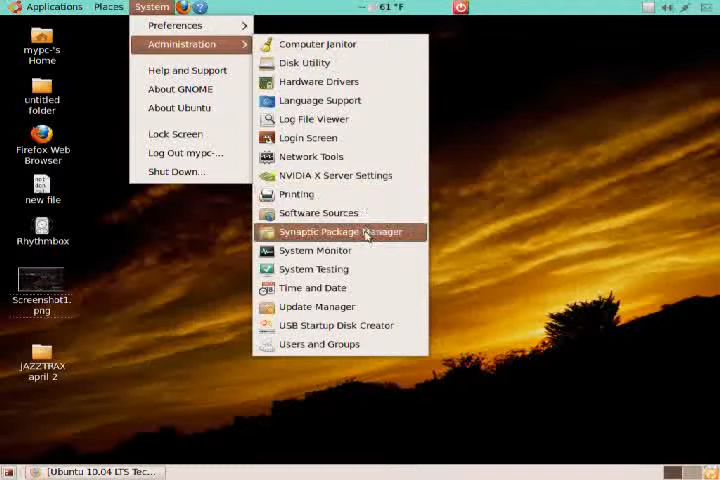 Applications Places System
61 °F
Preferences
Administration
Help and Support
About GNOME
About Ubuntu
Lock Screen
Log Out mypc-...
Shut Down...
Computer Janitor
Disk Utility
Hardware Drivers
Language Support
Log File Viewer
Login Screen
Network Tools
NVIDIA X Server Settings
Printing
Software Sources
Synaptic Package Manager
System Monitor
System Testing
Time and Date
Update Manager
USB Startup Disk Creator
Users and Groups
mypc-'s
Home
untitled
folder
Firefox Web
Browser
new file
Rhythmbox
Screenshot1.
png
JAZZTRAX
april 2
[Ubuntu 10.04 LTS Tec...